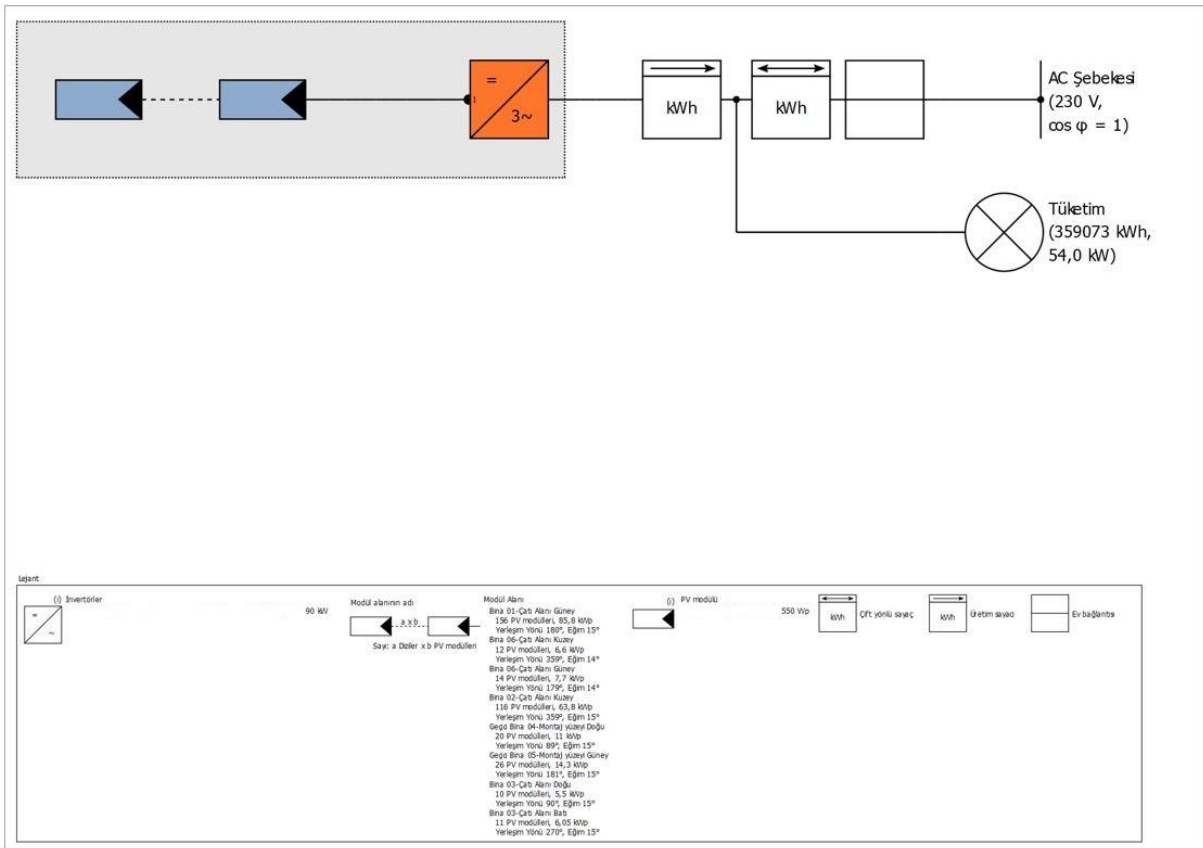 =
3~
1
kWh
kWh
AC Şebekesi
(230 V,
cos φ = 1)
Tüketim
(359073 kWh,
54,0 kW)
Lejant
(i) İnvertörler
=
~
90 kW
Modül alanının adı
a x b
Sayı: a Diziler x b PV modülleri
Modül Alanı
Bina 01-Çatı Alanı Güney
156 PV modülleri, 85,8 kWp
Yerleşim Yönü 180°, Eğim 15°
Bina 06-Çatı Alanı Kuzey
12 PV modülleri, 6,6 kWp
Yerleşim Yönü 359°, Eğim 14°
Bina 06-Çatı Alanı Güney
14 PV modülleri, 7,7 kWp
Yerleşim Yönü 179°, Eğim 14°
Bina 02-Çatı Alanı Kuzey
116 PV modülleri, 63,8 kWp
Yerleşim Yönü 359°, Eğim 15°
Geçici Bina 04-Montaj yüzeyi Doğu
20 PV modülleri, 11 kWp
Yerleşim Yönü 89°, Eğim 15°
Geçici Bina 05-Montaj yüzeyi Güney
26 PV modülleri, 14,3 kWp
Yerleşim Yönü 181°, Eğim 15°
Bina 03-Çatı Alanı Doğu
10 PV modülleri, 5,5 kWp
Yerleşim Yönü 90°, Eğim 15°
Bina 03-Çatı Alanı Batı
11 PV modülleri, 6,05 kWp
Yerleşim Yönü 270°, Eğim 15°
(i) PV modülü
550 Wp
kWh
Çift yönlü sayaç
kWh
Üretim sayacı
Ev bağlantısı